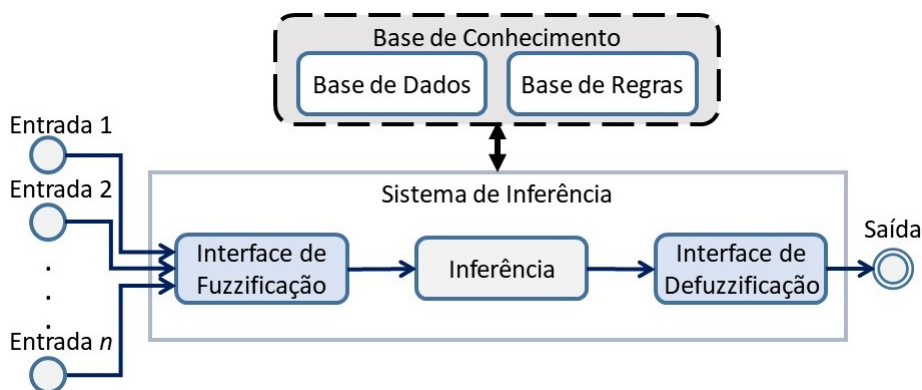 Base de Conhecimento
Base de Dados
Base de Regras
Entrada 1
Entrada 2
.
.
.
Entrada n
Sistema de Inferência
Interface de
Fuzzificação
Inferência
Interface de
Defuzzificação
Saída